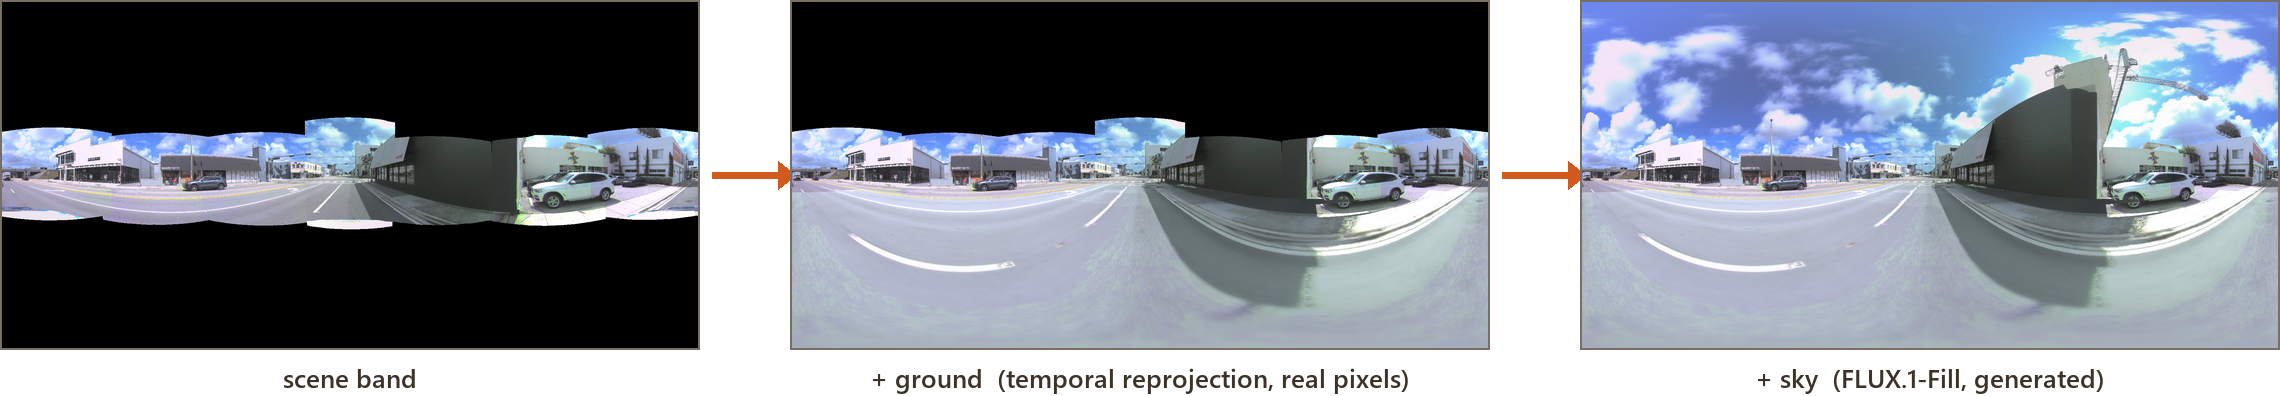 scene band
+ ground (temporal reprojection, real pixels)
+ sky (FLUX.1-Fill, generated)